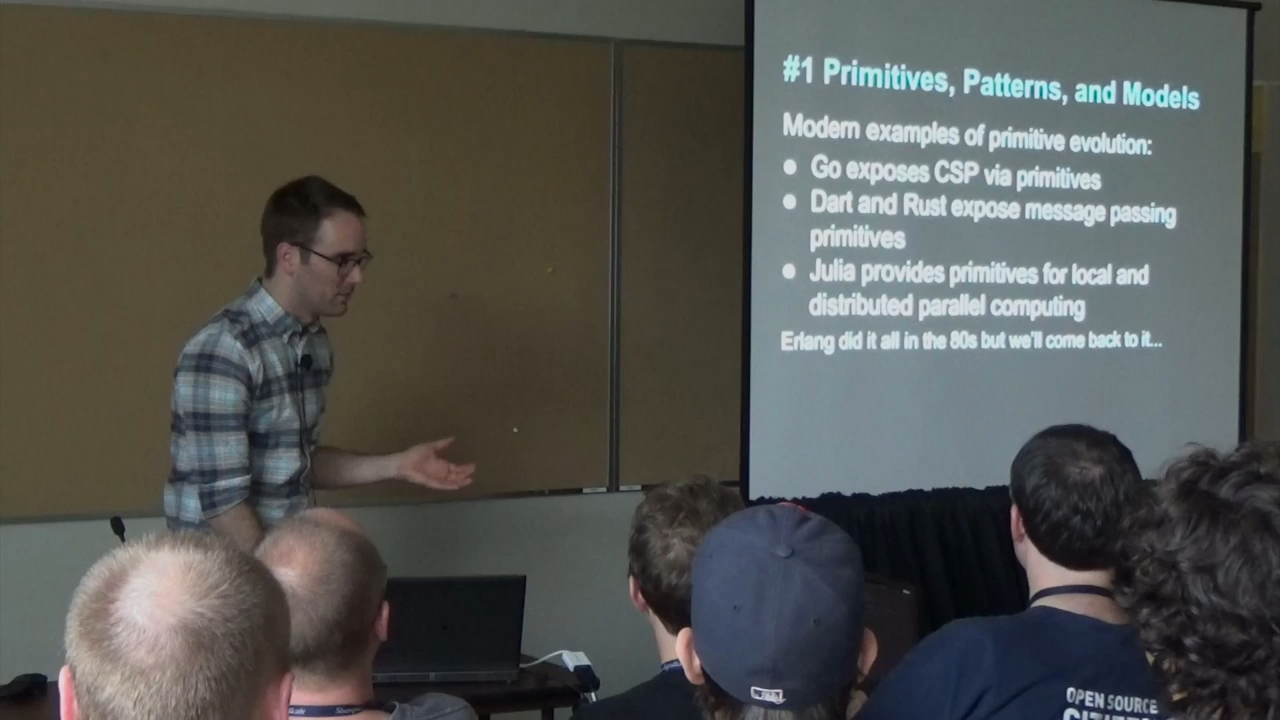 #1 Primitives, Patterns, and Models
Modern examples of primitive evolution:
● Go exposes CSP via primitives
● Dart and Rust expose message passing
primitives
● Julia provides primitives for local and
distributed parallel computing
Erlang did it all in the 80s but we'll come back to it...
OPEN SOURCE